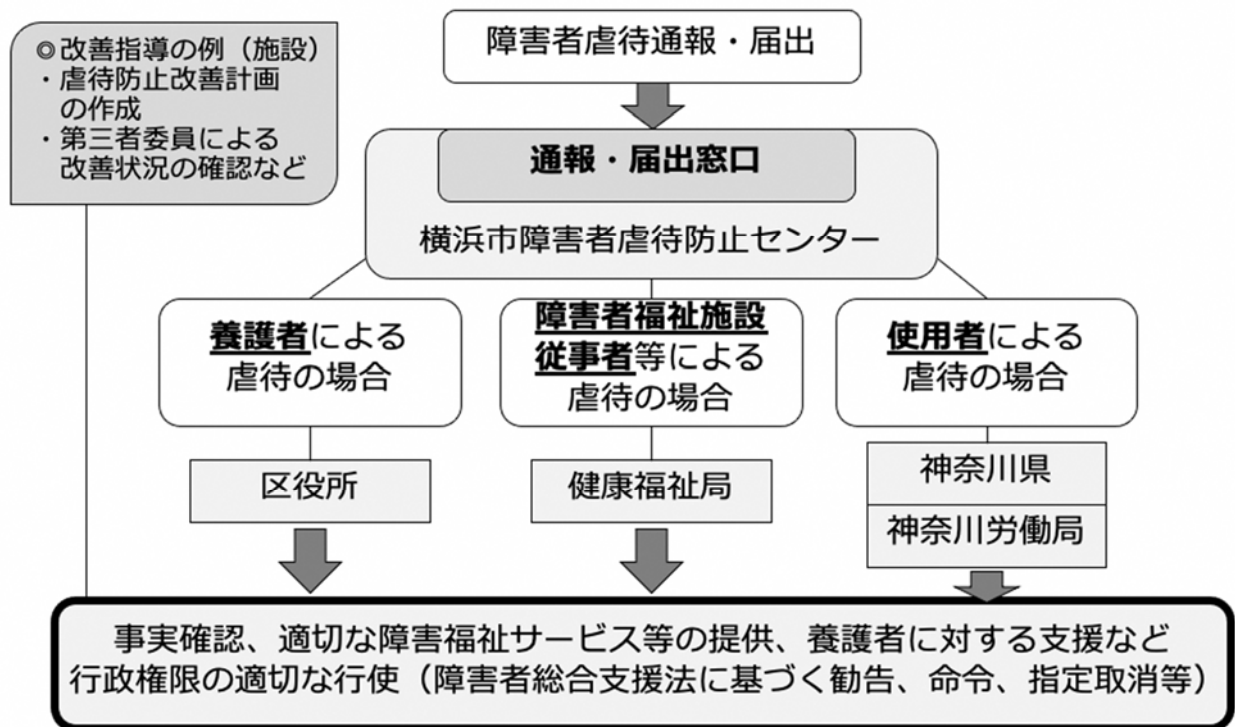 ◎改善指導の例（施設）
・虐待防止改善計画
の作成
・第三者委員による
改善状況の確認など
障害者虐待通報・届出
通報・届出窓口
横浜市障害者虐待防止センター
養護者による
虐待の場合
障害者福祉施設
従事者等による
虐待の場合
使用者による
虐待の場合
区役所
健康福祉局
神奈川県
神奈川労働局
事実確認、適切な障害福祉サービス等の提供、養護者に対する支援など
行政権限の適切な行使（障害者総合支援法に基づく勧告、命令、指定取消等）